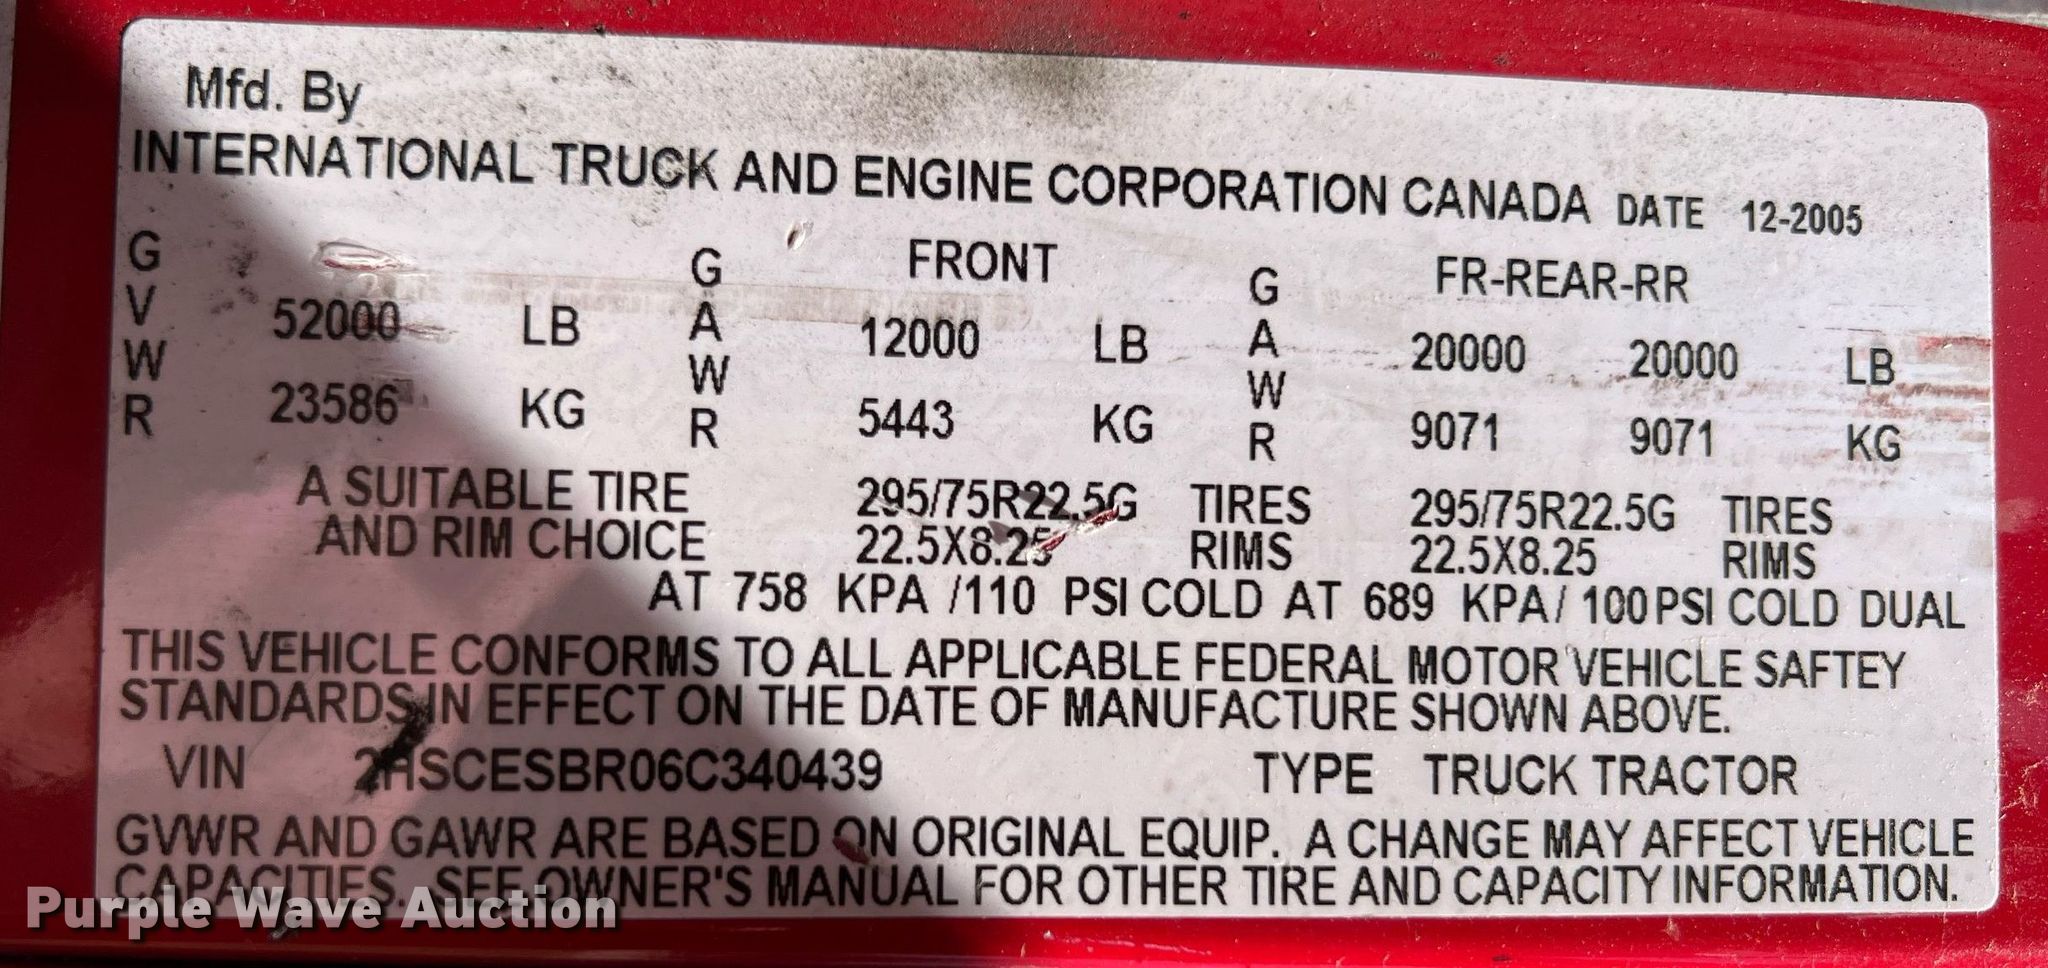 Mfd. By
INTERNATIONAL TRUCK AND ENGINE CORPORATION CANADA DATE 12-2005
GVWR 52000 LB GAWR FRONT 12000 LB GAWR FR-REAR-RR 20000 20000 LB
23586 KG 5443 KG 9071 9071 KG
A SUITABLE TIRE 295/75R22.5G TIRES 295/75R22.5G TIRES
AND RIM CHOICE 22.5X8.25 RIMS 22.5X8.25 RIMS
AT 758 KPA /110 PSI COLD AT 689 KPA/ 100 PSI COLD DUAL
THIS VEHICLE CONFORMS TO ALL APPLICABLE FEDERAL MOTOR VEHICLE SAFTEY
STANDARDS IN EFFECT ON THE DATE OF MANUFACTURE SHOWN ABOVE.
VIN 2HSCESBR06C340439 TYPE TRUCK TRACTOR
GVWR AND GAWR ARE BASED ON ORIGINAL EQUIP. A CHANGE MAY AFFECT VEHICLE
CAPACITIES. SEE OWNER'S MANUAL FOR OTHER TIRE AND CAPACITY INFORMATION.
Purple Wave Auction